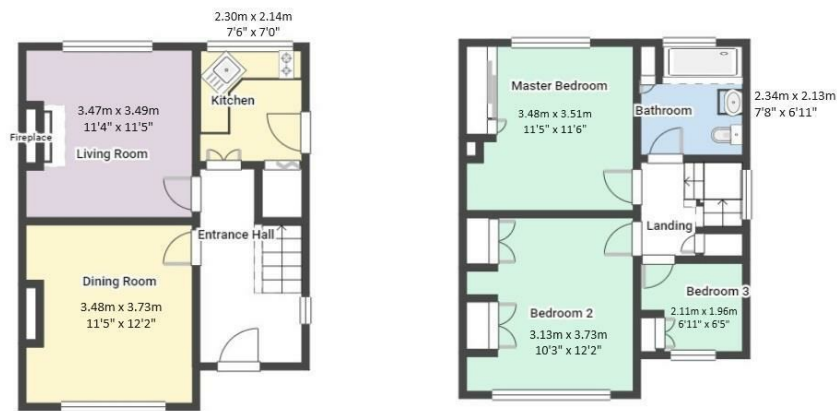 2.30m x 2.14m
7'6" x 7'0"
Kitchen
3.47m x 3.49m
11'4" x 11'5"
Living Room
Fireplace
Entrance Hall
Dining Room
3.48m x 3.73m
11'5" x 12'2"
Master Bedroom
3.48m x 3.51m
11'5" x 11'6"
Bathroom
2.34m x 2.13m
7'8" x 6'11"
Landing
Bedroom 2
3.13m x 3.73m
10'3" x 12'2"
Bedroom 3
2.11m x 1.96m
6'11" x 6'5"